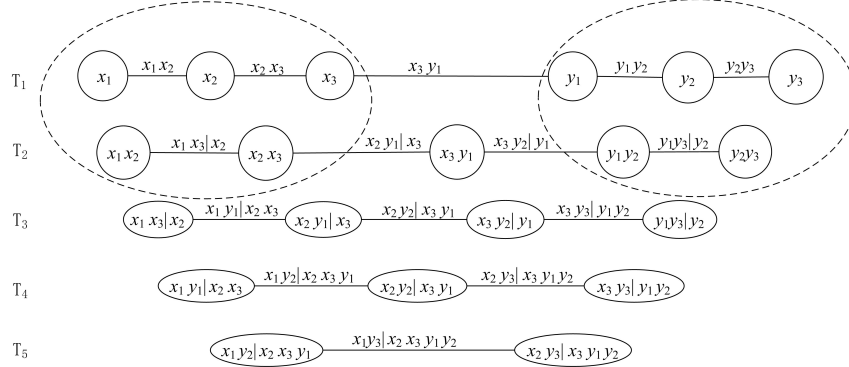 x₁x₂ x₂x₃ x₃y₁ y₁y₂ y₂y₃
T₁ x₁ x₂ x₃ y₁ y₂ y₃
x₁x₃|x₂ x₂y₁|x₃ x₃y₂|y₁ y₁y₃|y₂
T₂ x₁x₂ x₂x₃ x₃y₁ y₁y₂ y₂y₃
x₁y₁|x₂x₃ x₂y₂|x₃y₁ x₃y₃|y₁y₂
T₃ x₁x₃|x₂ x₂y₁|x₃ x₃y₂|y₁ y₁y₃|y₂
x₁y₂|x₂x₃y₁ x₂y₃|x₃y₁y₂
T₄ x₁y₁|x₂x₃ x₂y₂|x₃y₁ x₃y₃|y₁y₂
x₁y₃|x₂x₃y₁y₂
T₅ x₁y₂|x₂x₃y₁ x₂y₃|x₃y₁y₂